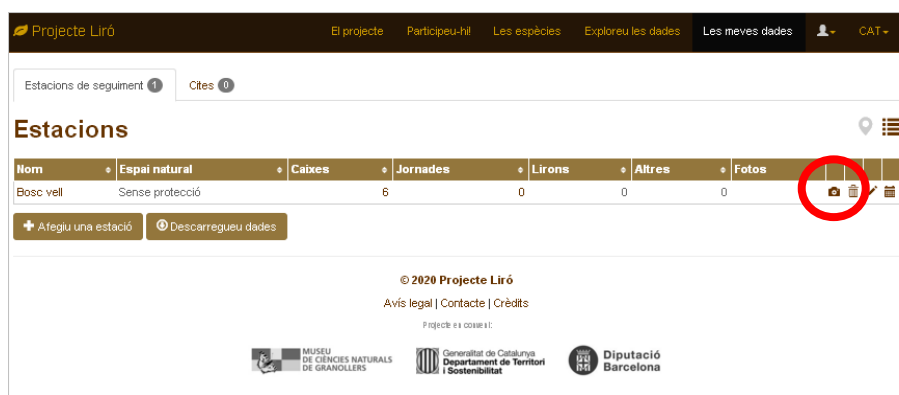 Projecte Liró El projecte Participeu-hi! Les espècies Exploreu les dades Les meves dades CAT
Estacions de seguiment 1 Cites 0
Estacions
Nom Espai natural Caixes Jornades Lirons Altres Fotos
Bosc vell Sense protecció 6 0 0 0
Afegiu una estació Descarregueu dades
© 2020 Projecte Liró
Avís legal | Contacte | Crèdits
Projecte en conveni:
MUSEU
DE CIÈNCIES NATURALS
DE GRANOLLERS
Generalitat de Catalunya
Departament de Territori
i Sostenibilitat
Diputació
Barcelona